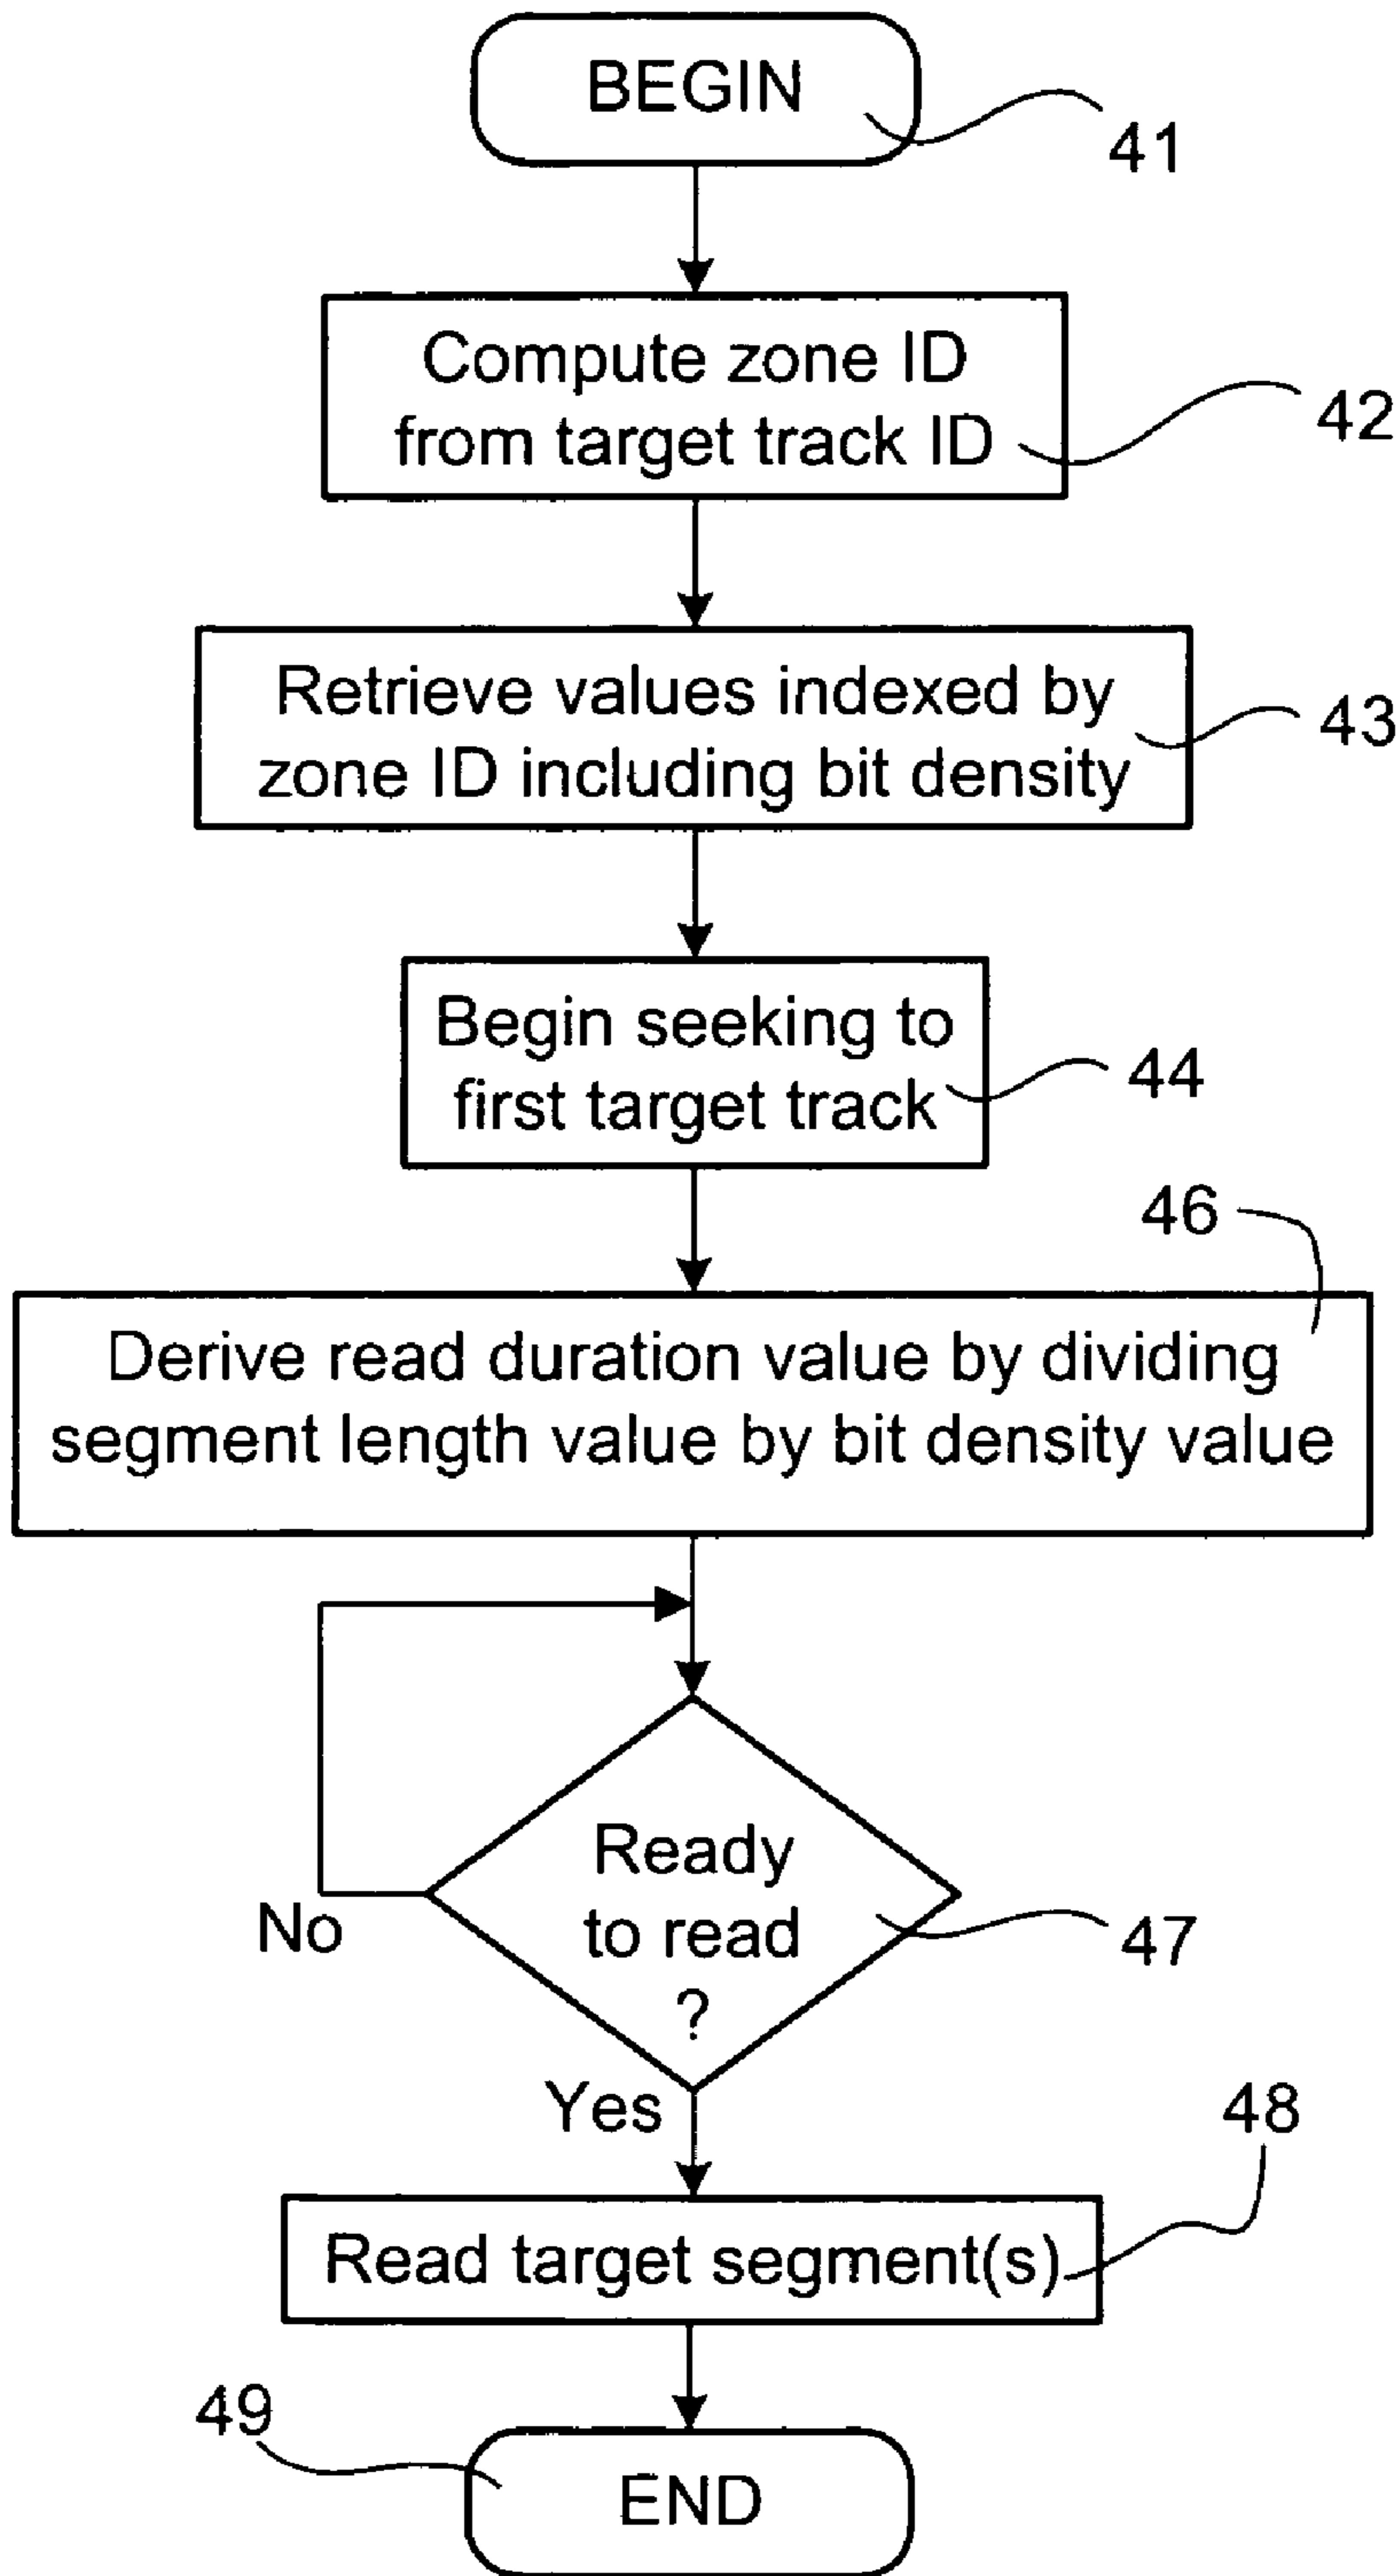 BEGIN
41
Compute zone ID
from target track ID
42
Retrieve values indexed by
zone ID including bit density
43
Begin seeking to
first target track
44
46
Derive read duration value by dividing
segment length value by bit density value
Ready
to read
?
No
47
Yes
48
Read target segment(s)
49
END